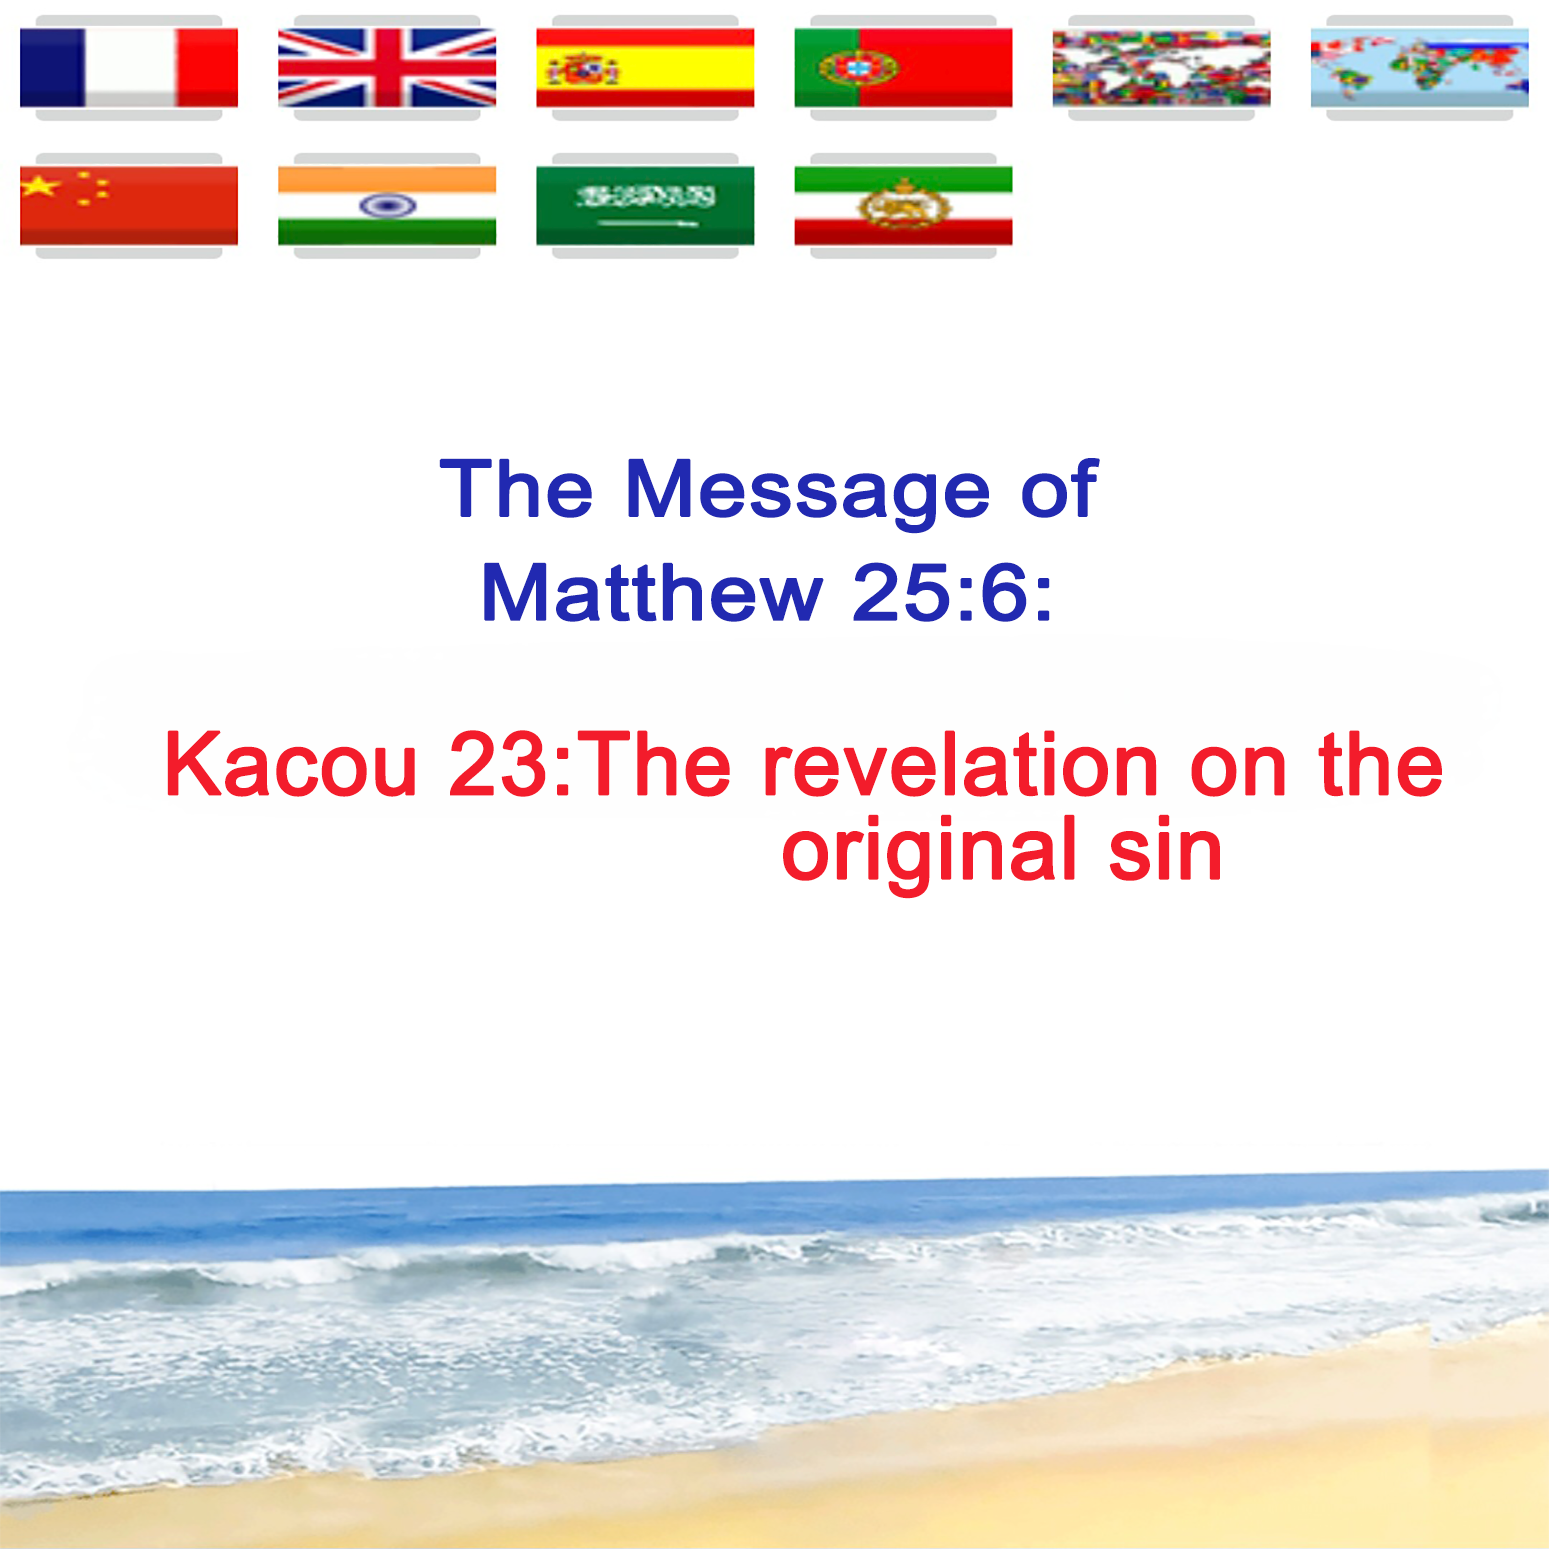 The Message of
Matthew 25:6:
Kacou 23:The revelation on the
original sin